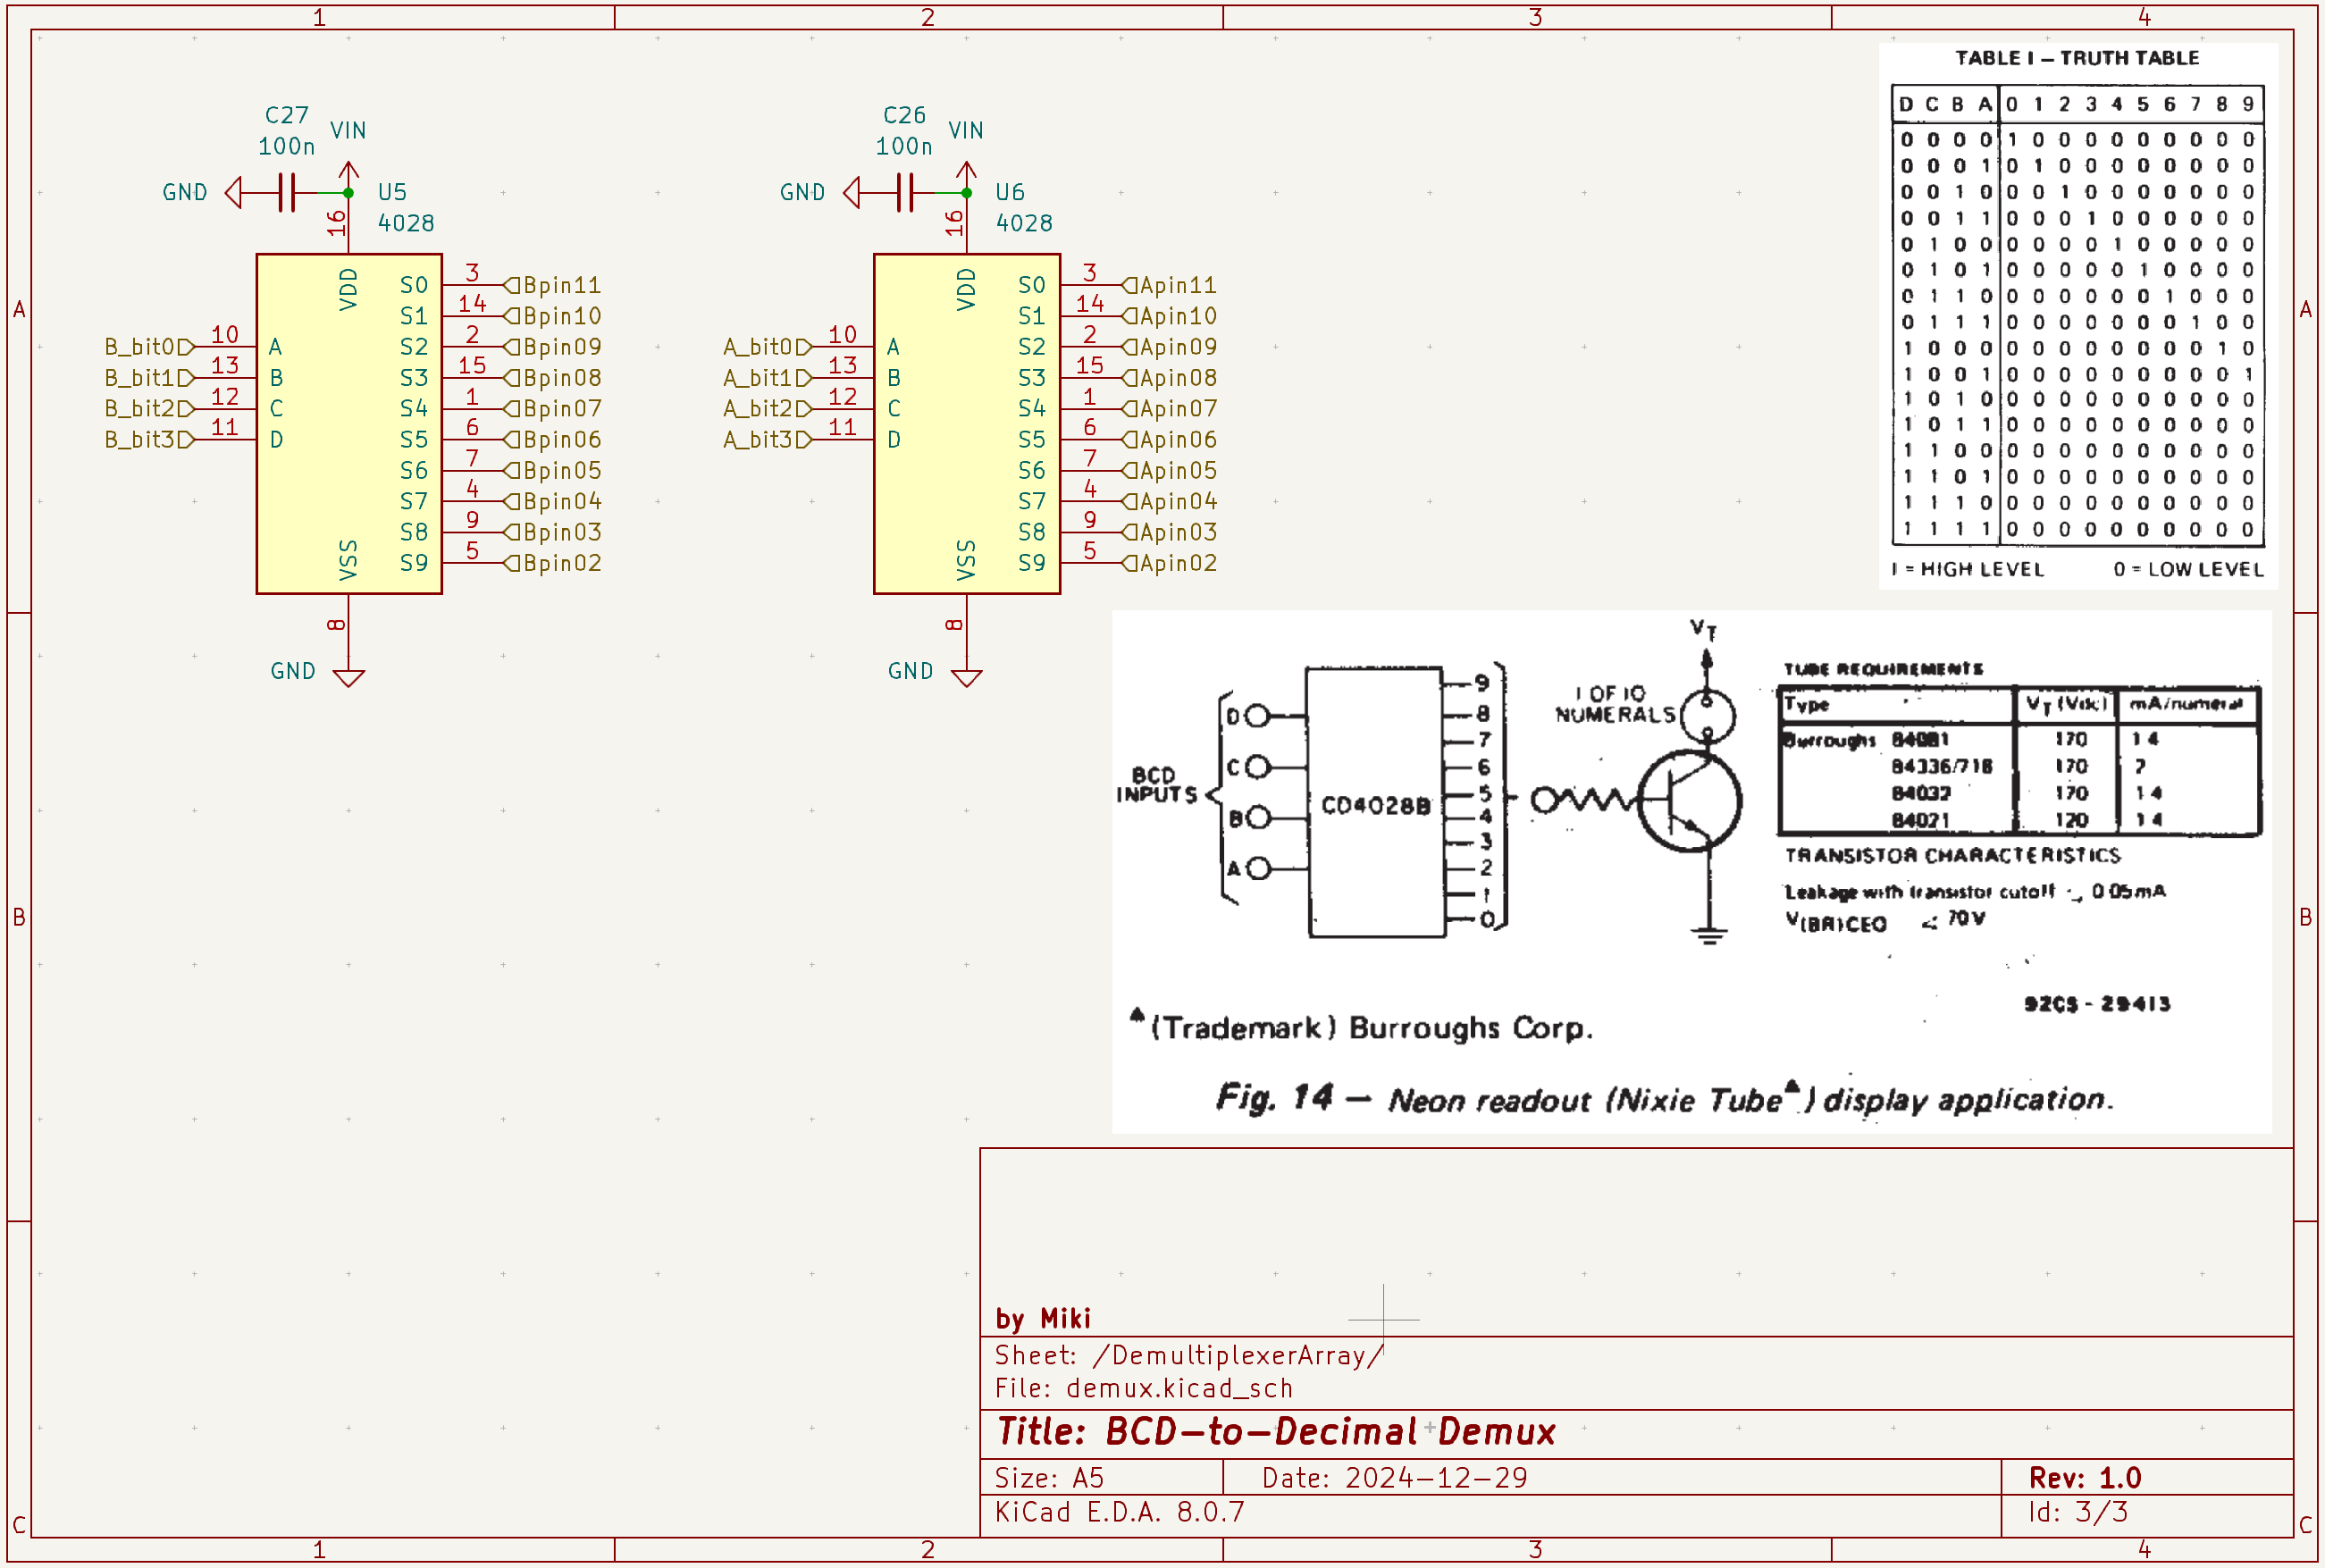 1 2 3 4
TABLE I – TRUTH TABLE
D C B A 0 1 2 3 4 5 6 7 8 9
0 0 0 0 1 0 0 0 0 0 0 0 0 0
0 0 0 1 0 1 0 0 0 0 0 0 0 0
0 0 1 0 0 0 1 0 0 0 0 0 0 0
0 0 1 1 0 0 0 1 0 0 0 0 0 0
0 1 0 0 0 0 0 0 1 0 0 0 0 0
0 1 0 1 0 0 0 0 0 1 0 0 0 0
0 1 1 0 0 0 0 0 0 0 1 0 0 0
0 1 1 1 0 0 0 0 0 0 0 1 0 0
1 0 0 0 0 0 0 0 0 0 0 0 1 0
1 0 0 1 0 0 0 0 0 0 0 0 0 1
1 0 1 0 0 0 0 0 0 0 0 0 0 0
1 0 1 1 0 0 0 0 0 0 0 0 0 0
1 1 0 0 0 0 0 0 0 0 0 0 0 0
1 1 0 1 0 0 0 0 0 0 0 0 0 0
1 1 1 0 0 0 0 0 0 0 0 0 0 0
1 1 1 1 0 0 0 0 0 0 0 0 0 0
I = HIGH LEVEL 0 = LOW LEVEL
C27
100n
VIN
GND
U5
4028
16
VDD
A
B_bit0 10 A
B_bit1 13 B
B_bit2 12 C
B_bit3 11 D
S0 3 Bpin11
S1 14 Bpin10
S2 2 Bpin09
S3 15 Bpin08
S4 1 Bpin07
S5 6 Bpin06
S6 7 Bpin05
S7 4 Bpin04
S8 9 Bpin03
S9 5 Bpin02
VSS
8
GND
C26
100n
VIN
GND
U6
4028
16
VDD
A_bit0 10 A
A_bit1 13 B
A_bit2 12 C
A_bit3 11 D
S0 3 Apin11
S1 14 Apin10
S2 2 Apin09
S3 15 Apin08
S4 1 Apin07
S5 6 Apin06
S6 7 Apin05
S7 4 Apin04
S8 9 Apin03
S9 5 Apin02
VSS
8
GND
A
BCD
INPUTS
D
C
B
A
CD4028B
9
8
7
6
5
4
3
2
1
0
1 OF 10
NUMERALS
VT
TUBE REQUIREMENTS
Type VT (Vdc) mA/numeral
Burroughs 170 1 4
170
84032 170 1 4
84021 120 1 4
TRANSISTOR CHARACTERISTICS
Leakage with transistor cutoff 0 05mA
V(BR)CEO < 70 V
92CS - 29413
▲(Trademark) Burroughs Corp.
Fig. 14 — Neon readout (Nixie Tube▲) display application.
B
B
by Miki
Sheet: /DemultiplexerArray/
File: demux.kicad_sch
Title: BCD-to-Decimal Demux
Size: A5 Date: 2024-12-29 Rev: 1.0
KiCad E.D.A. 8.0.7 Id: 3/3
C
C
1 2 3 4